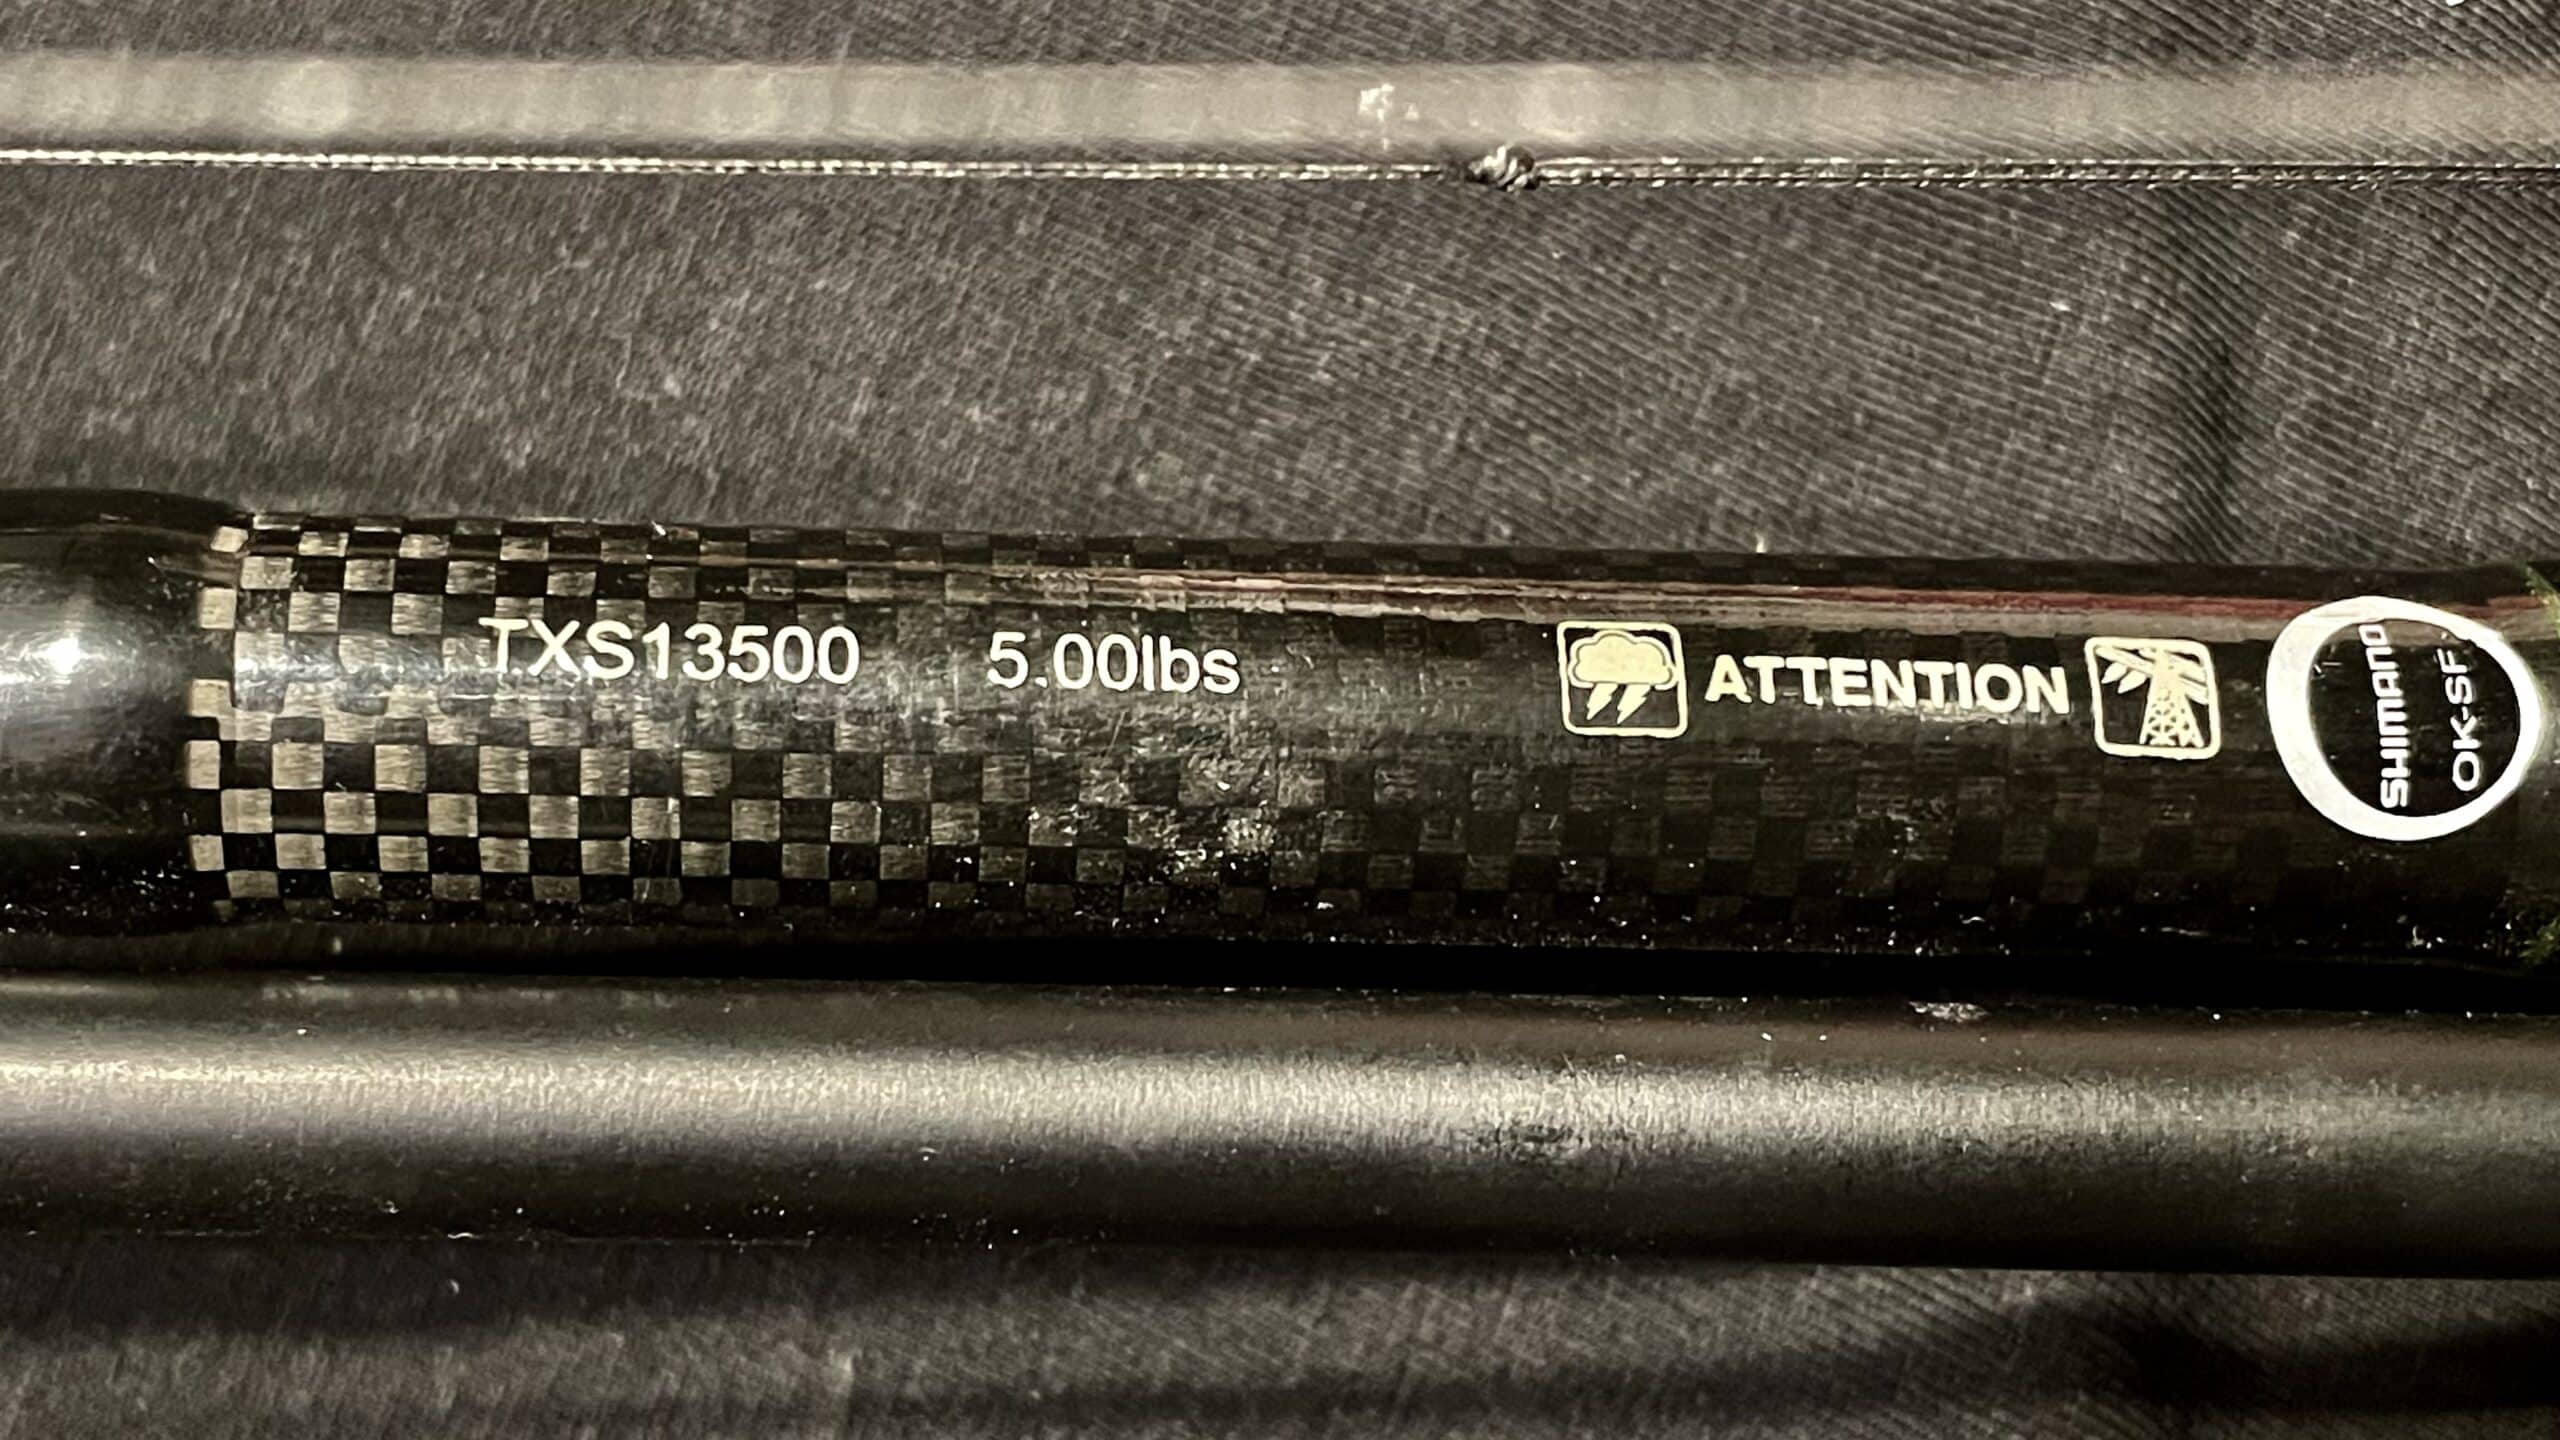 TXS13500 5.00lbs ATTENTION
SHIMANO
OK-SF